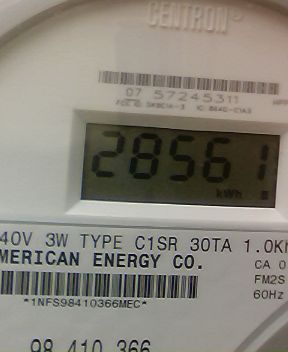 CENTRON®
07 57245311
28561
kWh
40V 3W TYPE C1SR 30TA 1.0K
MERICAN ENERGY CO.
CA 0
FM2S
60Hz
*1NFS98410366MEC*
98 410 366